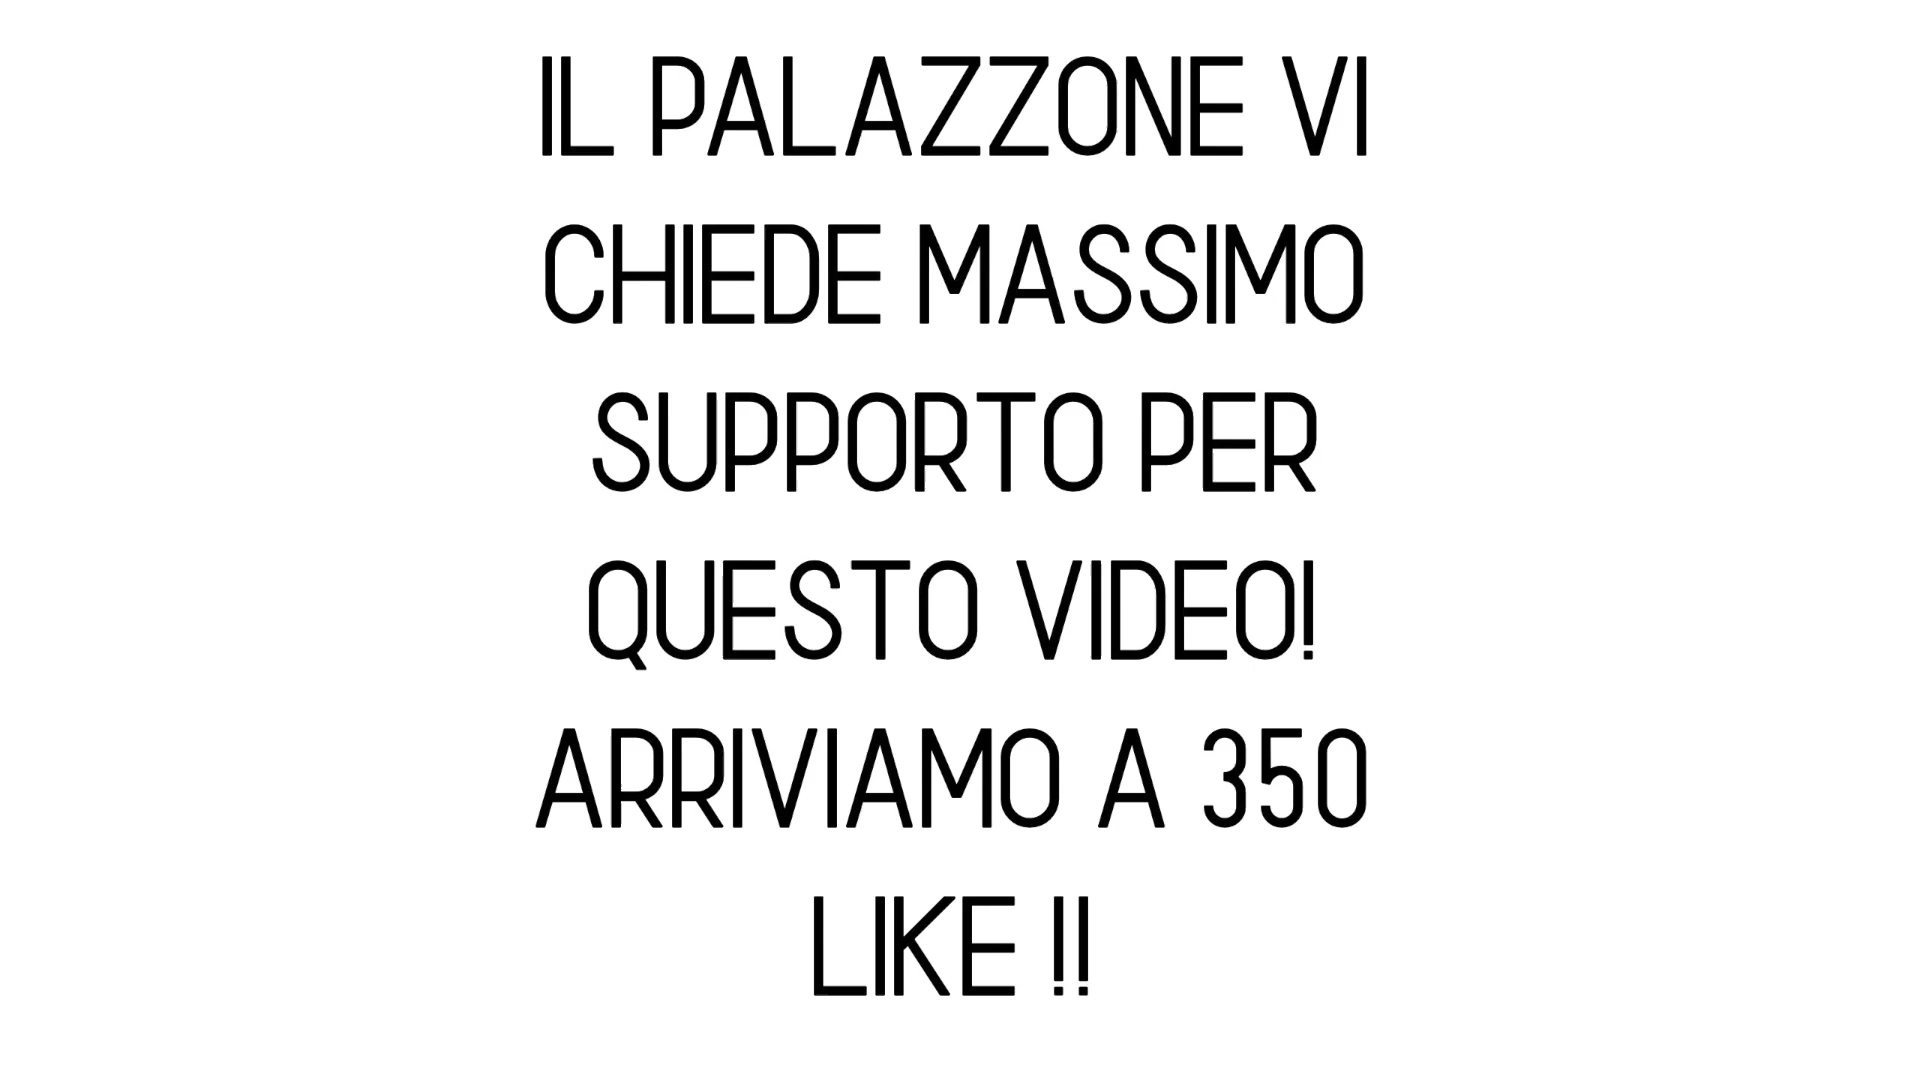 IL PALAZZONE VI
CHIEDE MASSIMO
SUPPORTO PER
QUESTO VIDEO!
ARRIVIAMO A 350
LIKE !!